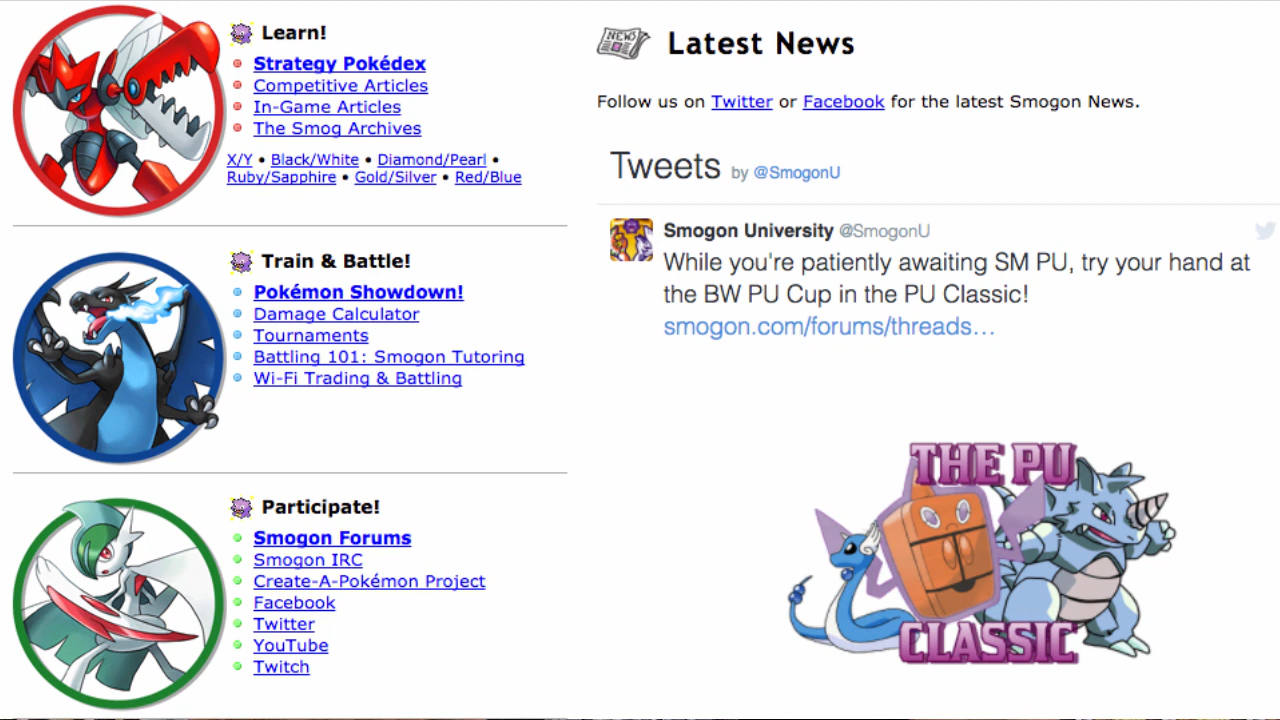 Learn!
Strategy Pokédex
Competitive Articles
In-Game Articles
The Smog Archives
X/Y • Black/White • Diamond/Pearl •
Ruby/Sapphire • Gold/Silver • Red/Blue
Train & Battle!
Pokémon Showdown!
Damage Calculator
Tournaments
Battling 101: Smogon Tutoring
Wi-Fi Trading & Battling
Participate!
Smogon Forums
Smogon IRC
Create-A-Pokémon Project
Facebook
Twitter
YouTube
Twitch
NEWS
Latest News
Follow us on Twitter or Facebook for the latest Smogon News.
Tweets by @SmogonU
Smogon University @SmogonU
While you're patiently awaiting SM PU, try your hand at
the BW PU Cup in the PU Classic!
smogon.com/forums/threads...
THE PU
CLASSIC